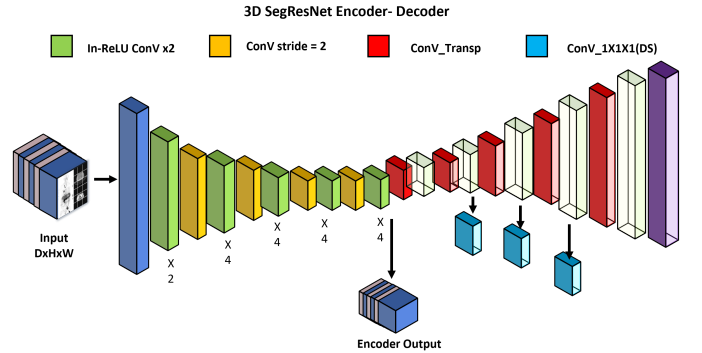 3D SegResNet Encoder- Decoder
In-ReLU ConV x2
ConV stride = 2
ConV_Transp
ConV_1X1X1(DS)
Input
DxHxW
X
2
X
4
X
4
X
4
X
4
Encoder Output